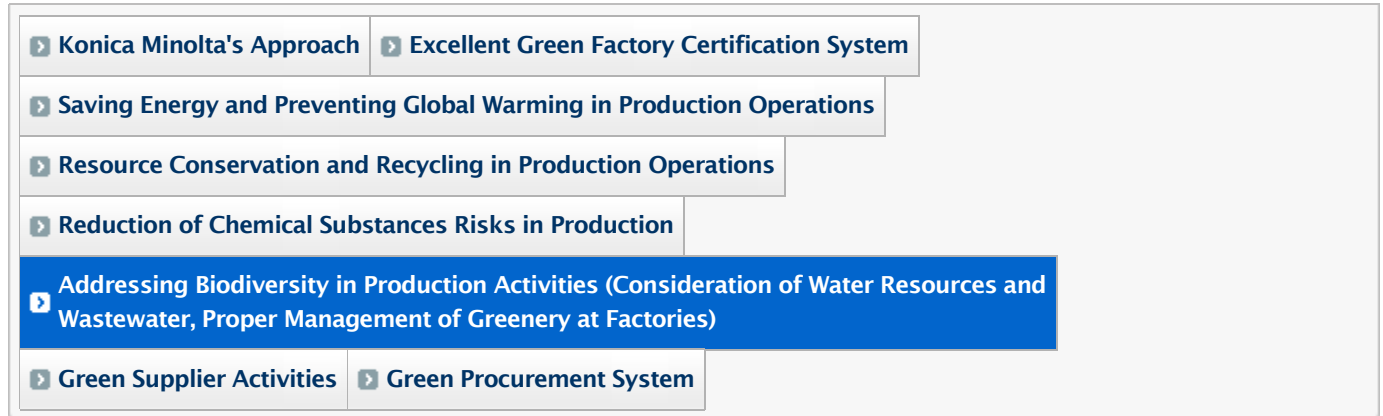 Konica Minolta's Approach Excellent Green Factory Certification System
Saving Energy and Preventing Global Warming in Production Operations
Resource Conservation and Recycling in Production Operations
Reduction of Chemical Substances Risks in Production
Addressing Biodiversity in Production Activities (Consideration of Water Resources and
Wastewater, Proper Management of Greenery at Factories)
Green Supplier Activities Green Procurement System